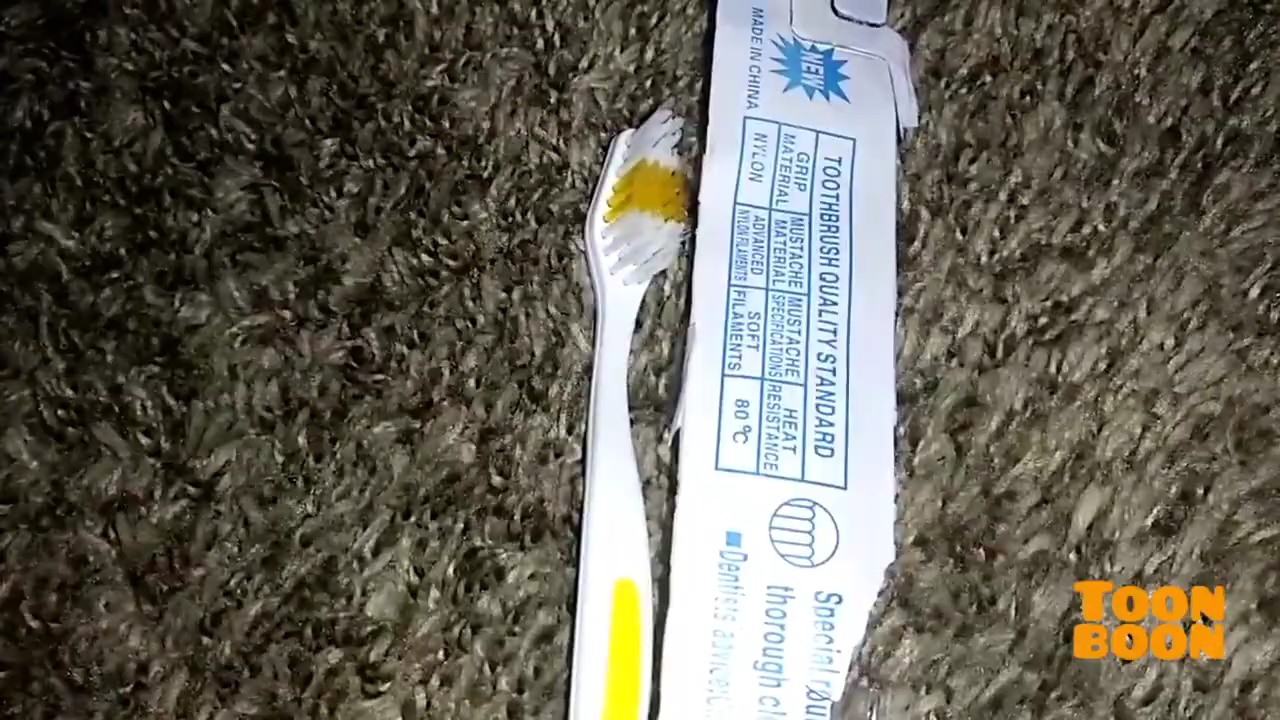 NEW
MADE IN CHINA
TOOTHBRUSH QUALITY STANDARD
GRIP MATERIAL
MUSTACHE MATERIAL
MUSTACHE SPECIFICATIONS
HEAT RESISTANCE
NYLON
ADVANCED NYLON FILAMENTS
SOFT FILAMENTS
80℃
Special
thorough
Dentists
TOON
BOON